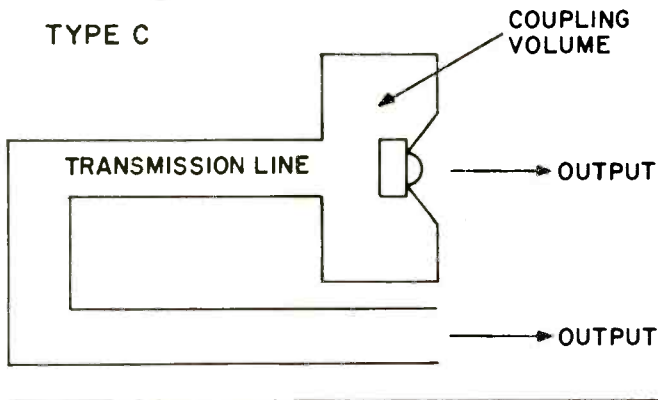 TYPE C
COUPLING
VOLUME
TRANSMISSION LINE
OUTPUT
OUTPUT